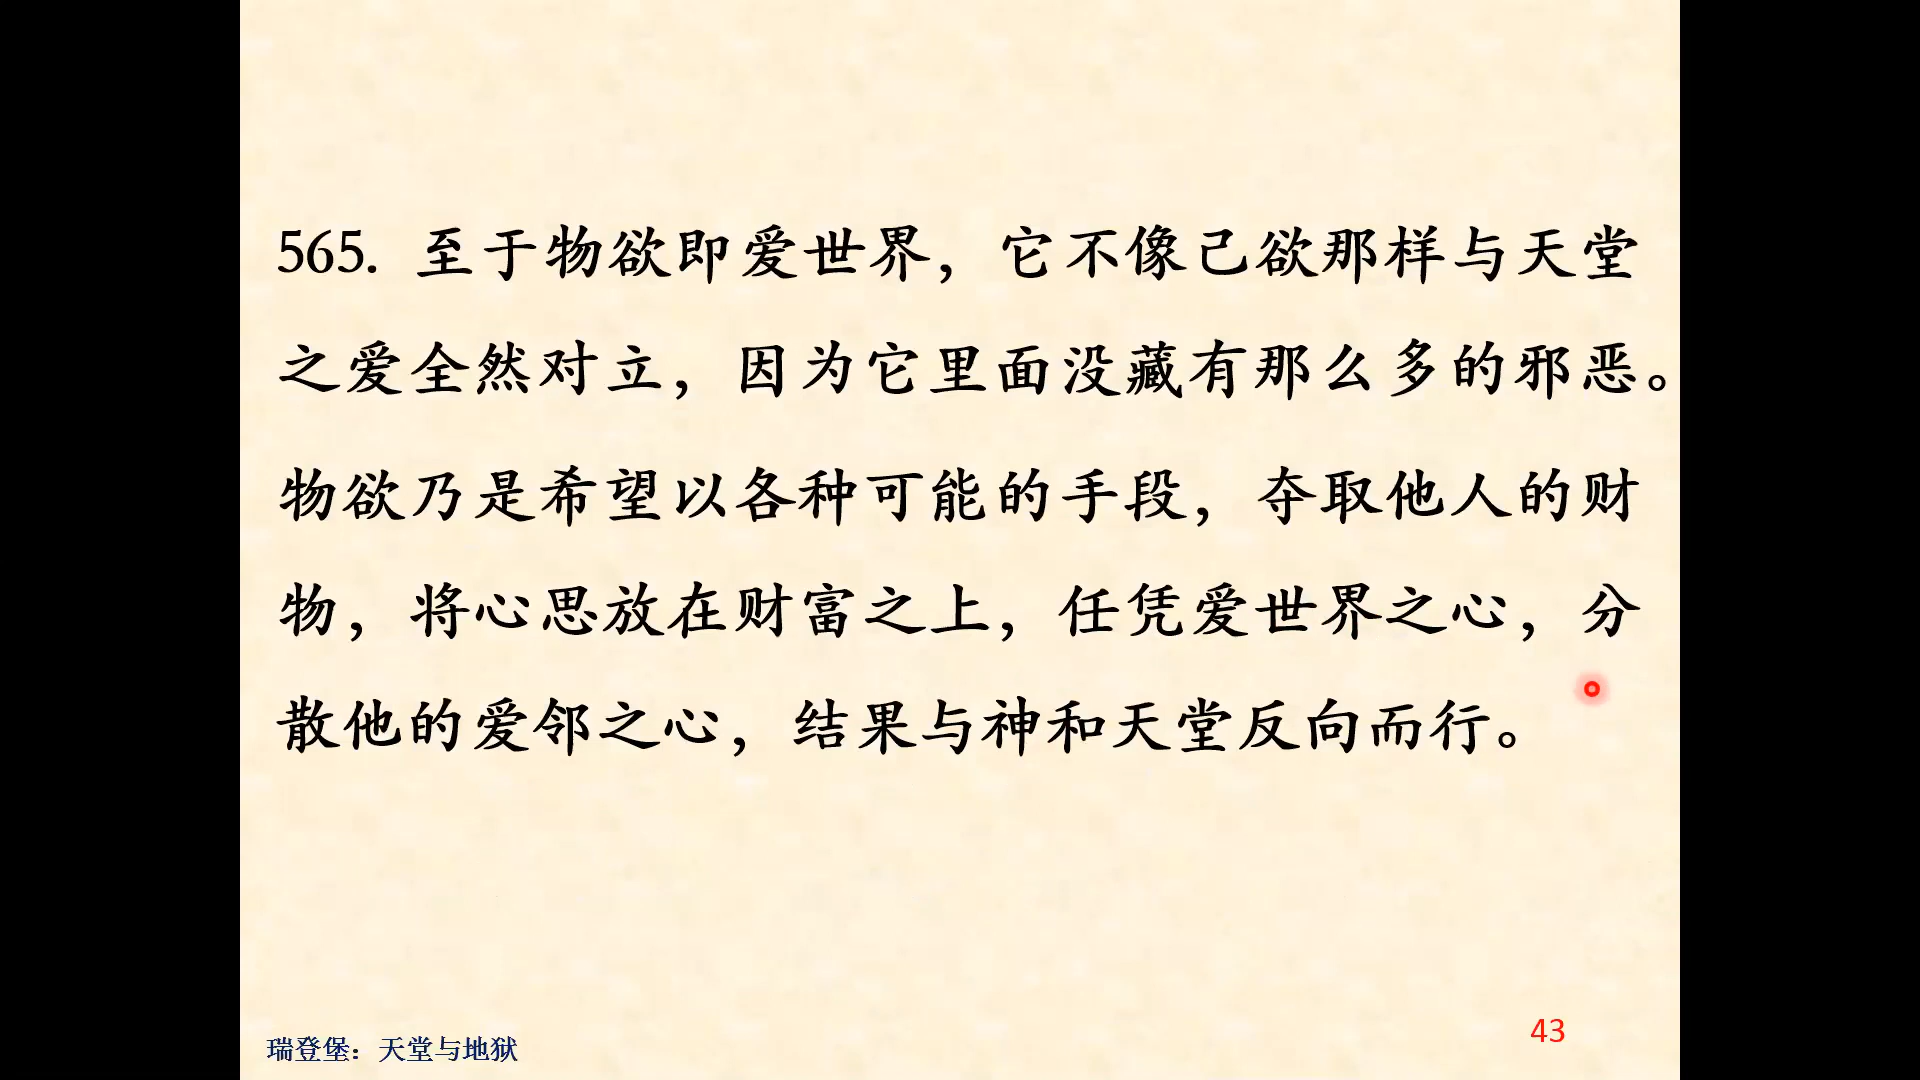 565. 至于物欲即爱世界，它不像己欲那样与天堂
之爱全然对立，因为它里面没藏有那么多的邪恶。
物欲乃是希望以各种可能的手段，夺取他人的财
物，将心思放在财富之上，任凭爱世界之心，分
散他的爱邻之心，结果与神和天堂反向而行。
瑞登堡：天堂与地狱
43